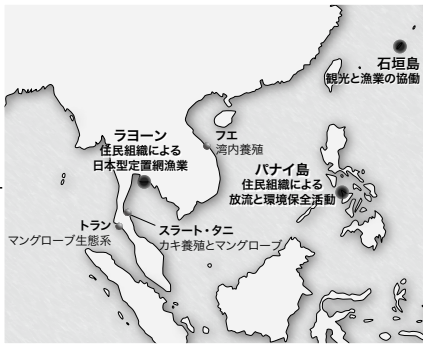 石垣島
観光と漁業の協働
ラヨーン
住民組織による
日本型定置網漁業
フエ
湾内養殖
パナイ島
住民組織による
放流と環境保全活動
トラン
マングローブ生態系
スラート・タニ
カキ養殖とマングローブ